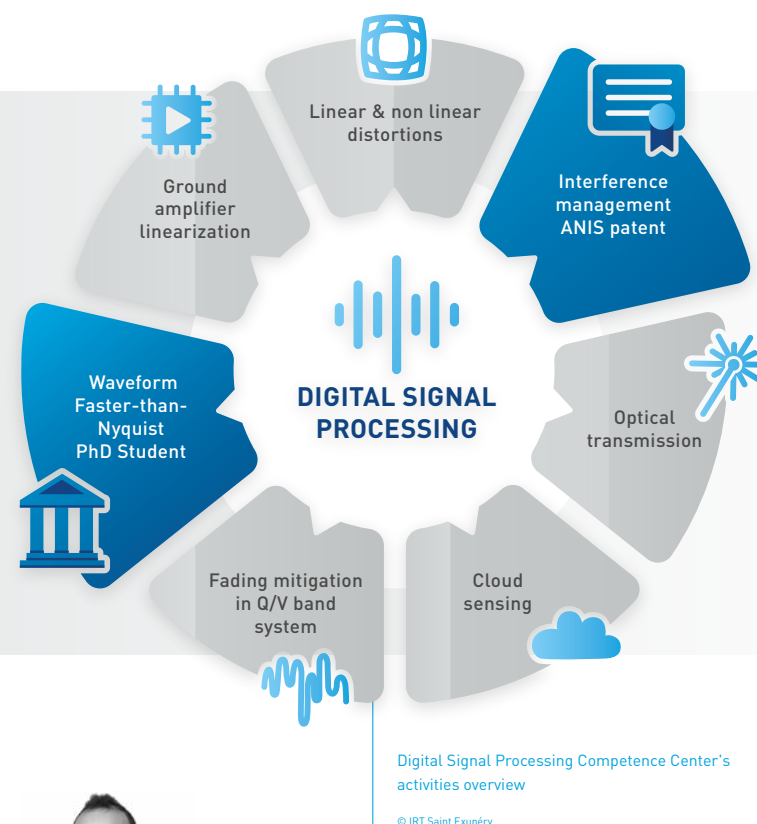 Linear & non linear
distortions
Interference
management
ANIS patent
Optical
transmission
Cloud
sensing
Fading mitigation
in Q/V band
system
Waveform
Faster-than-
Nyquist
PhD Student
Ground
amplifier
linearization
DIGITAL SIGNAL
PROCESSING
Digital Signal Processing Competence Center's
activities overview
© IRT Saint Exupéry